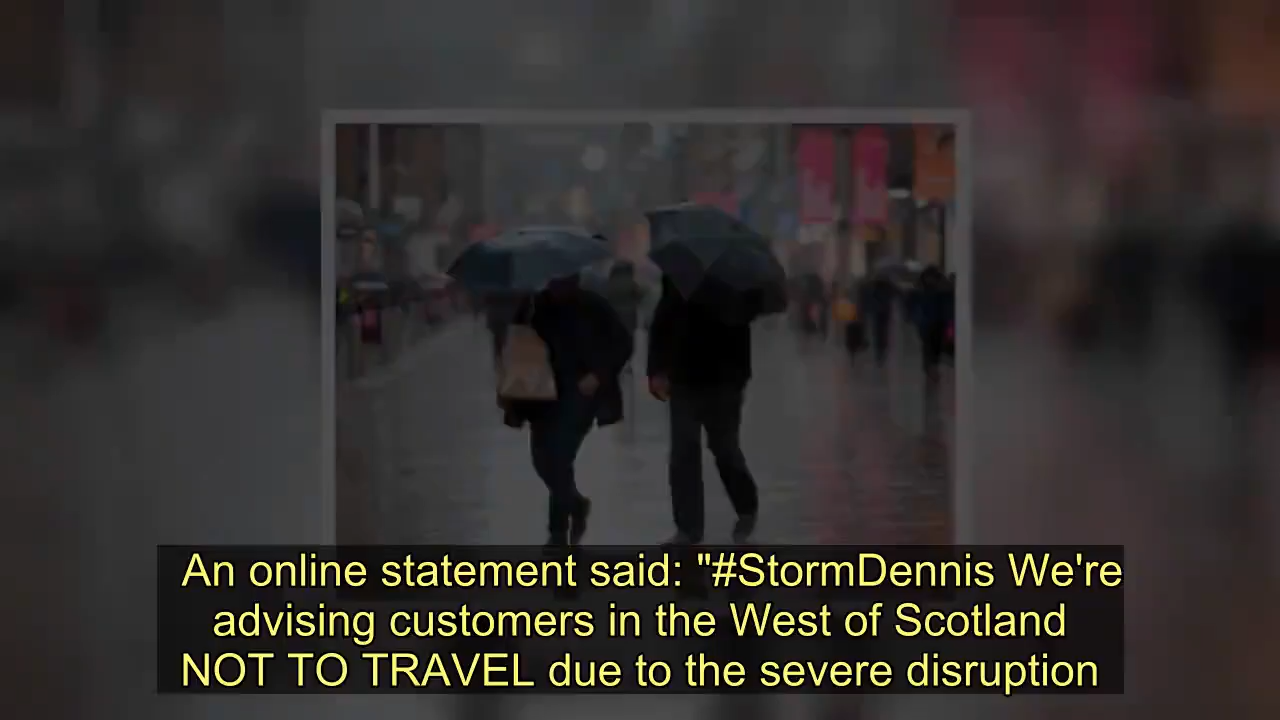 An online statement said: "#StormDennis We're
advising customers in the West of Scotland
NOT TO TRAVEL due to the severe disruption